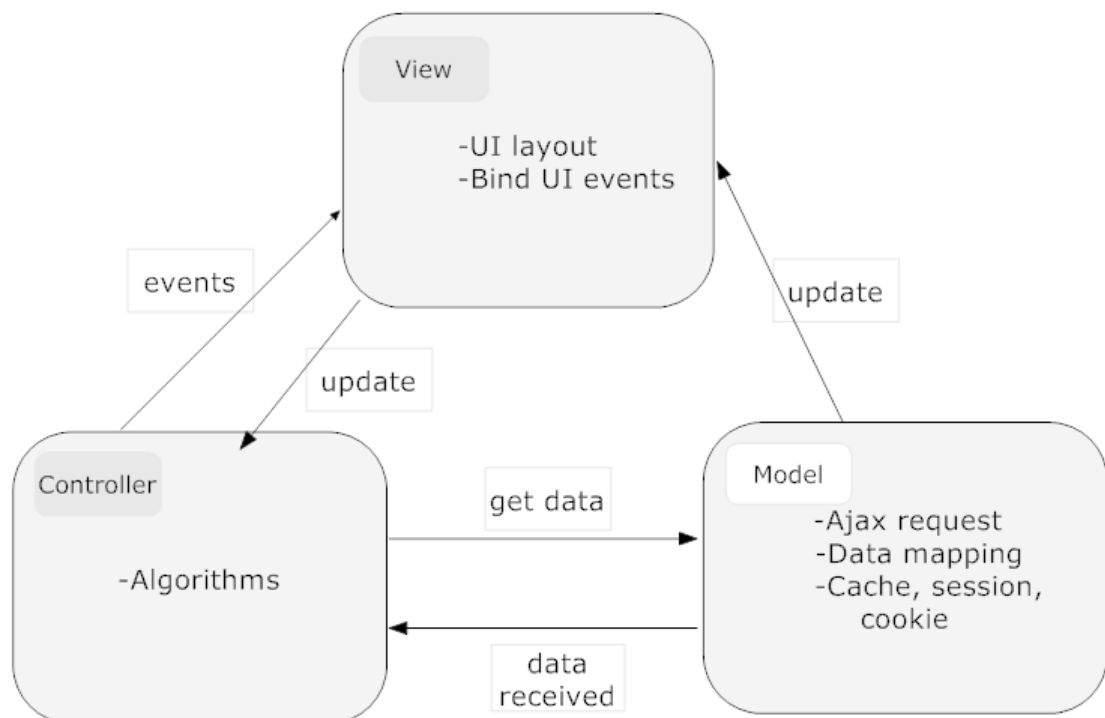 View
-UI layout
-Bind UI events
events
update
update
Controller
-Algorithms
get data
data
received
Model
-Ajax request
-Data mapping
-Cache, session,
cookie